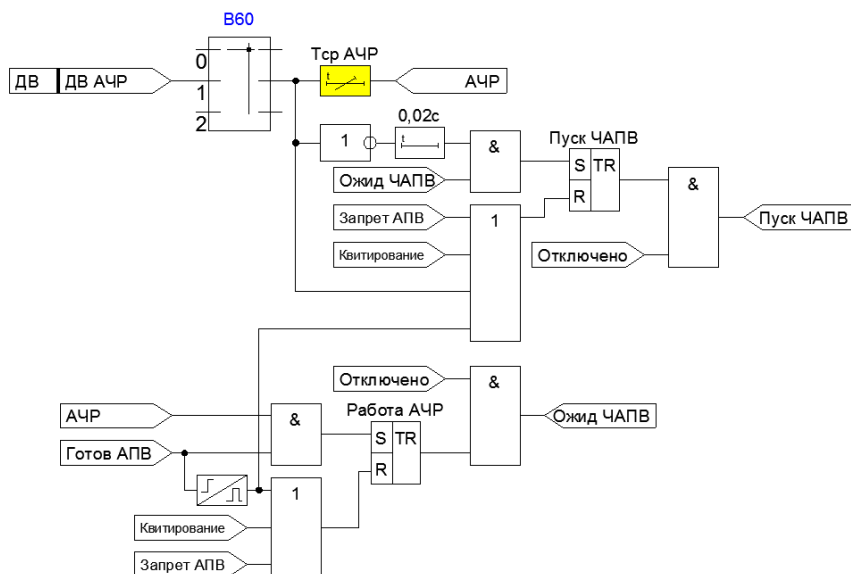 B60
0
1
2
ДВ ДВ АЧР
Тср АЧР
t
АЧР
1
0,02с
t
&
Ожид ЧАПВ
Пуск ЧАПВ
S TR
R
&
Запрет АПВ
1
Квитирование
Отключено
Пуск ЧАПВ
Отключено
&
Ожид ЧАПВ
АЧР
&
Работа АЧР
S TR
R
Готов АПВ
1
Квитирование
Запрет АПВ